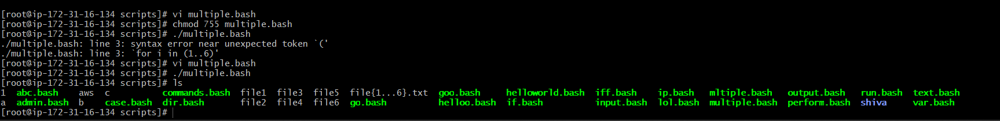 [root@ip-172-31-16-134 scripts]# vi multiple.bash
[root@ip-172-31-16-134 scripts]# chmod 755 multiple.bash
[root@ip-172-31-16-134 scripts]# ./multiple.bash
./multiple.bash: line 3: syntax error near unexpected token `('
./multiple.bash: line 3: `for i in (1..6)'
[root@ip-172-31-16-134 scripts]# vi multiple.bash
[root@ip-172-31-16-134 scripts]# ./multiple.bash
[root@ip-172-31-16-134 scripts]# ls
1  abc.bash    aws  c          commands.bash  file1  file3  file5  file{1...6}.txt  goo.bash    helloworld.bash  iff.bash    ip.bash   mltiple.bash   output.bash   run.bash  text.bash
a  admin.bash  b    case.bash  dir.bash       file2  file4  file6  go.bash          helloo.bash  if.bash          input.bash  lol.bash  multiple.bash  perform.bash  shiva     var.bash
[root@ip-172-31-16-134 scripts]#